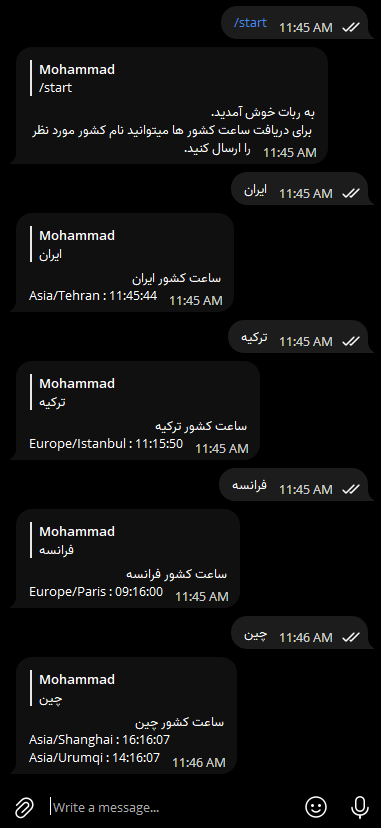 /start 11:45 AM
Mohammad
/start
به ربات خوش آمدید.
برای دریافت ساعت کشور ها میتوانید نام کشور مورد نظر
را ارسال کنید. 11:45 AM
ایران 11:45 AM
Mohammad
ایران
ساعت کشور ایران
Asia/Tehran : 11:45:44 11:45 AM
ترکیه 11:45 AM
Mohammad
ترکیه
ساعت کشور ترکیه
Europe/Istanbul : 11:15:50 11:45 AM
فرانسه 11:45 AM
Mohammad
فرانسه
ساعت کشور فرانسه
Europe/Paris : 09:16:00 11:45 AM
چین 11:46 AM
Mohammad
چین
ساعت کشور چین
Asia/Shanghai : 16:16:07
Asia/Urumqi : 14:16:07 11:46 AM
Write a message...